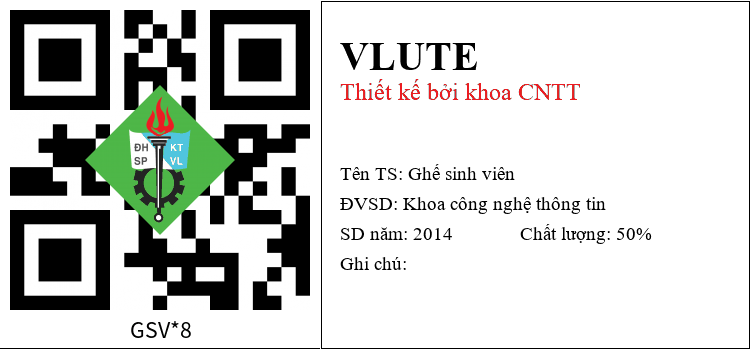 ĐH KT
SP VL
GSV*8
VLUTE
Thiết kế bởi khoa CNTT
Tên TS: Ghế sinh viên
ĐVSD: Khoa công nghệ thông tin
SD năm: 2014 Chất lượng: 50%
Ghi chú: